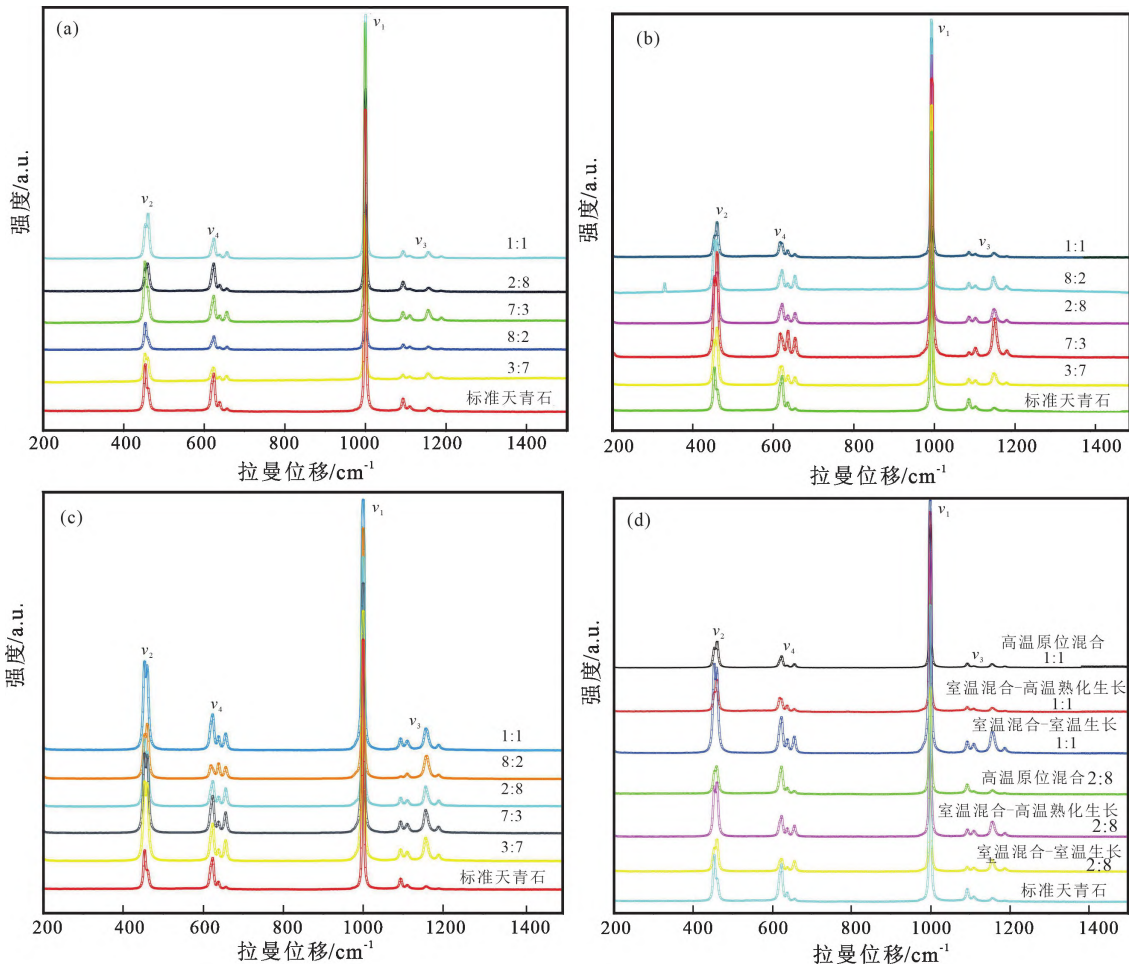 (a)
v₁
v₂
v₄
v₃
1:1
2:8
7:3
8:2
3:7
标准天青石
强度/a.u.
200 400 600 800 1000 1200 1400
拉曼位移/cm⁻¹
(b)
v₁
v₂
v₄
v₃
1:1
8:2
2:8
7:3
3:7
标准天青石
强度/a.u.
200 400 600 800 1000 1200 1400
拉曼位移/cm⁻¹
(c)
v₁
v₂
v₄
v₃
1:1
8:2
2:8
7:3
3:7
标准天青石
强度/a.u.
200 400 600 800 1000 1200 1400
拉曼位移/cm⁻¹
(d)
v₁
v₂
v₄
高温原位混合
v₃
1:1
室温混合-高温熟化生长
1:1
室温混合-室温生长
1:1
高温原位混合2:8
室温混合-高温熟化生长
2:8
室温混合-室温生长
2:8
标准天青石
强度/a.u.
200 400 600 800 1000 1200 1400
拉曼位移/cm⁻¹